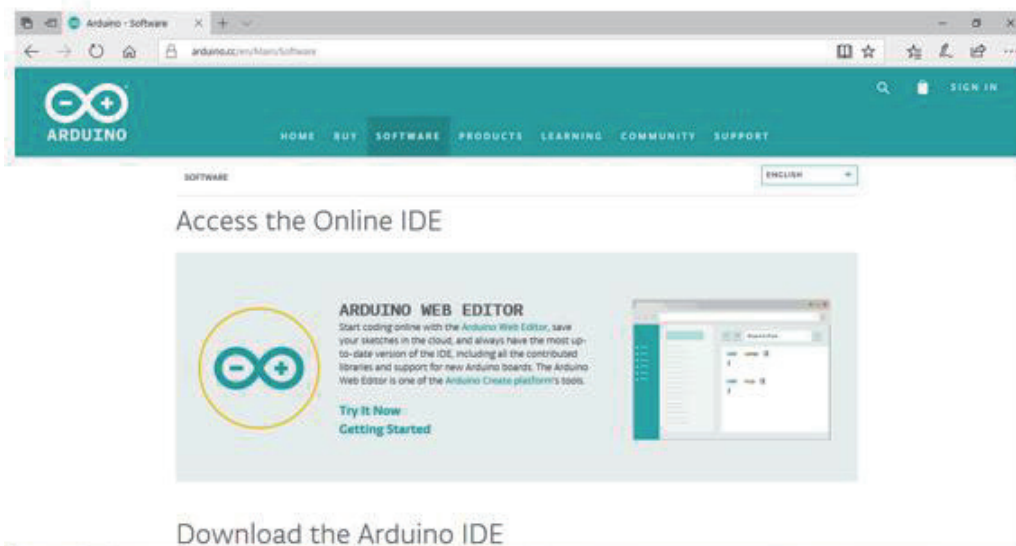 Arduino - Software
arduino.cc/en/Main/Software
SIGN IN
ARDUINO
HOME BUY SOFTWARE PRODUCTS LEARNING COMMUNITY SUPPORT
SOFTWARE
ENGLISH
Access the Online IDE
ARDUINO WEB EDITOR
Start coding online with the Arduino Web Editor, save
your sketches in the cloud, and always have the most up-
to-date version of the IDE, including all the contributed
libraries and support for new Arduino boards. The Arduino
Web Editor is one of the Arduino Create platform's tools.
Try It Now
Getting Started
Download the Arduino IDE